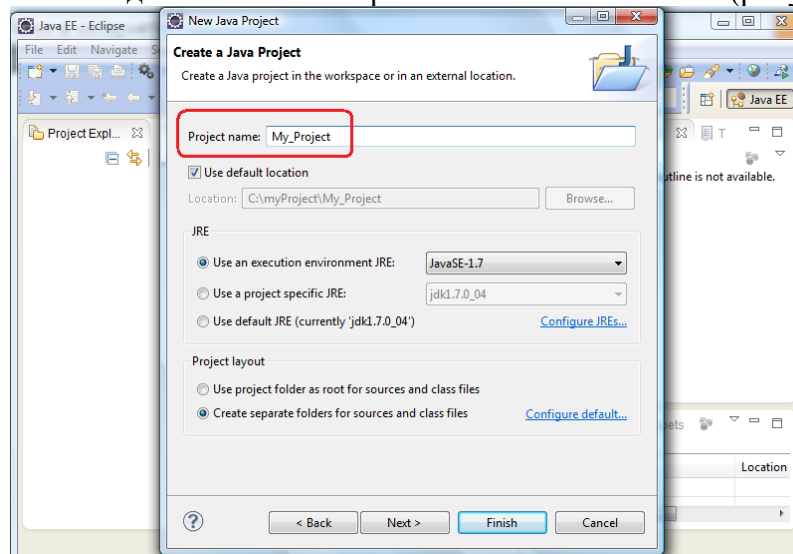 Java EE - Eclipse
New Java Project
File Edit Navigate
Create a Java Project
Create a Java project in the workspace or in an external location.
Java EE
Project Expl...
Project name: My_Project
Use default location
outline is not available.
Location: C:\myProject\My_Project Browse...
JRE
Use an execution environment JRE: JavaSE-1.7
Use a project specific JRE: jdk1.7.0_04
Use default JRE (currently 'jdk1.7.0_04') Configure JREs...
Project layout
Use project folder as root for sources and class files
Create separate folders for sources and class files Configure default...
Location
? < Back Next > Finish Cancel